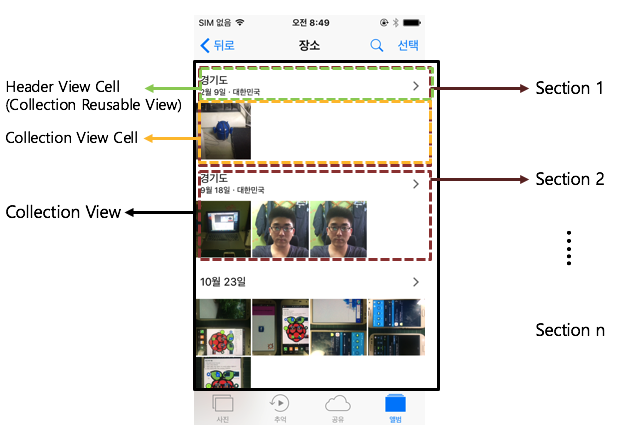 SIM 없음 오전 8:49
뒤로 장소 선택
Header View Cell
(Collection Reusable View)
경기도
2월 9일 · 대한민국
Section 1
Collection View Cell
경기도
9월 18일 · 대한민국
Section 2
Collection View
10월 23일
Section n
사진 추억 공유 앨범